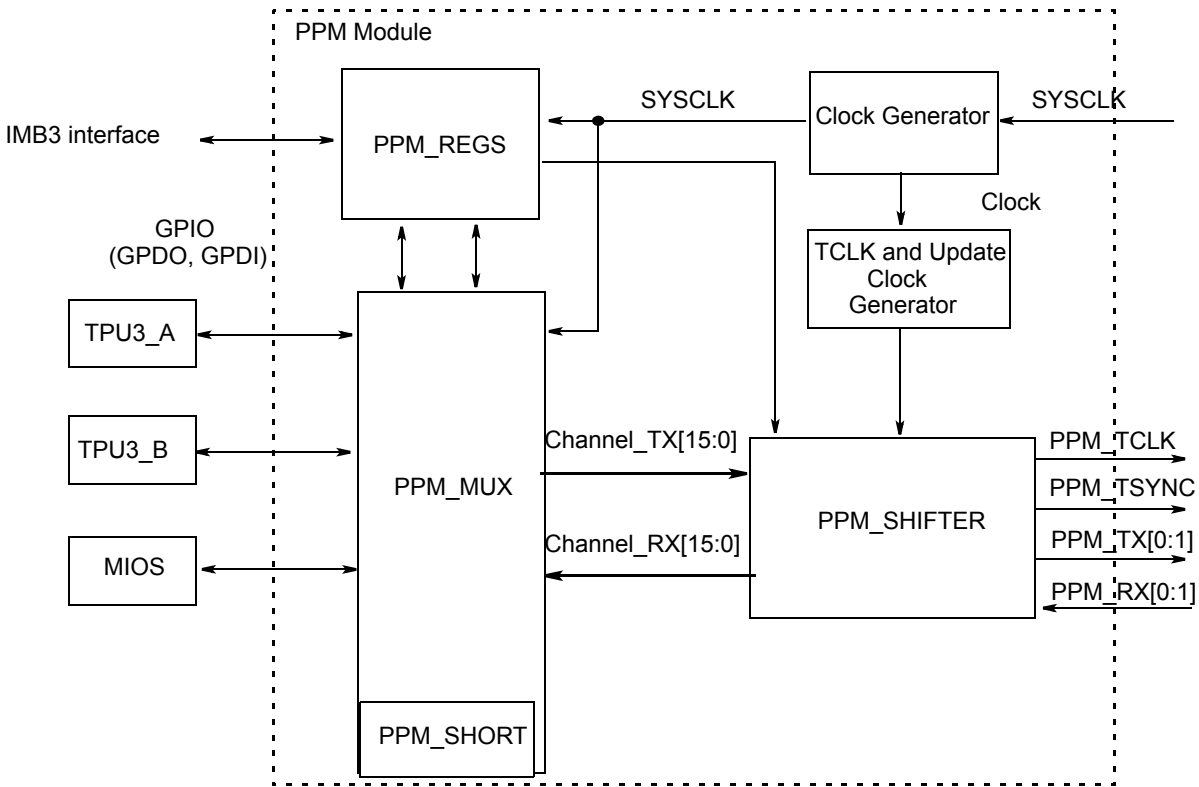 PPM Module
SYSCLK
SYSCLK
Clock Generator
IMB3 interface
PPM_REGS
Clock
GPIO
(GPDO, GPDI)
TCLK and Update
Clock
Generator
TPU3_A
TPU3_B
Channel_TX[15:0]
PPM_TCLK
PPM_MUX
PPM_TSYNC
PPM_SHIFTER
Channel_RX[15:0]
PPM_TX[0:1]
MIOS
PPM_RX[0:1]
PPM_SHORT